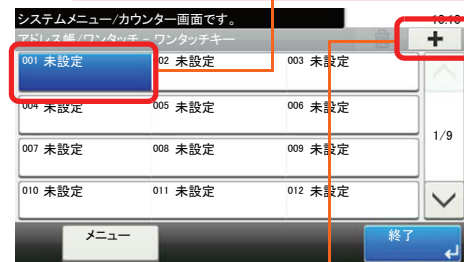 システムメニュー/カウンター画面です。
アドレス帳/ワンタッチ - ワンタッチキー
001 未設定 002 未設定 003 未設定
004 未設定 005 未設定 006 未設定
007 未設定 008 未設定 009 未設定
1/9
010 未設定 011 未設定 012 未設定
メニュー 終了